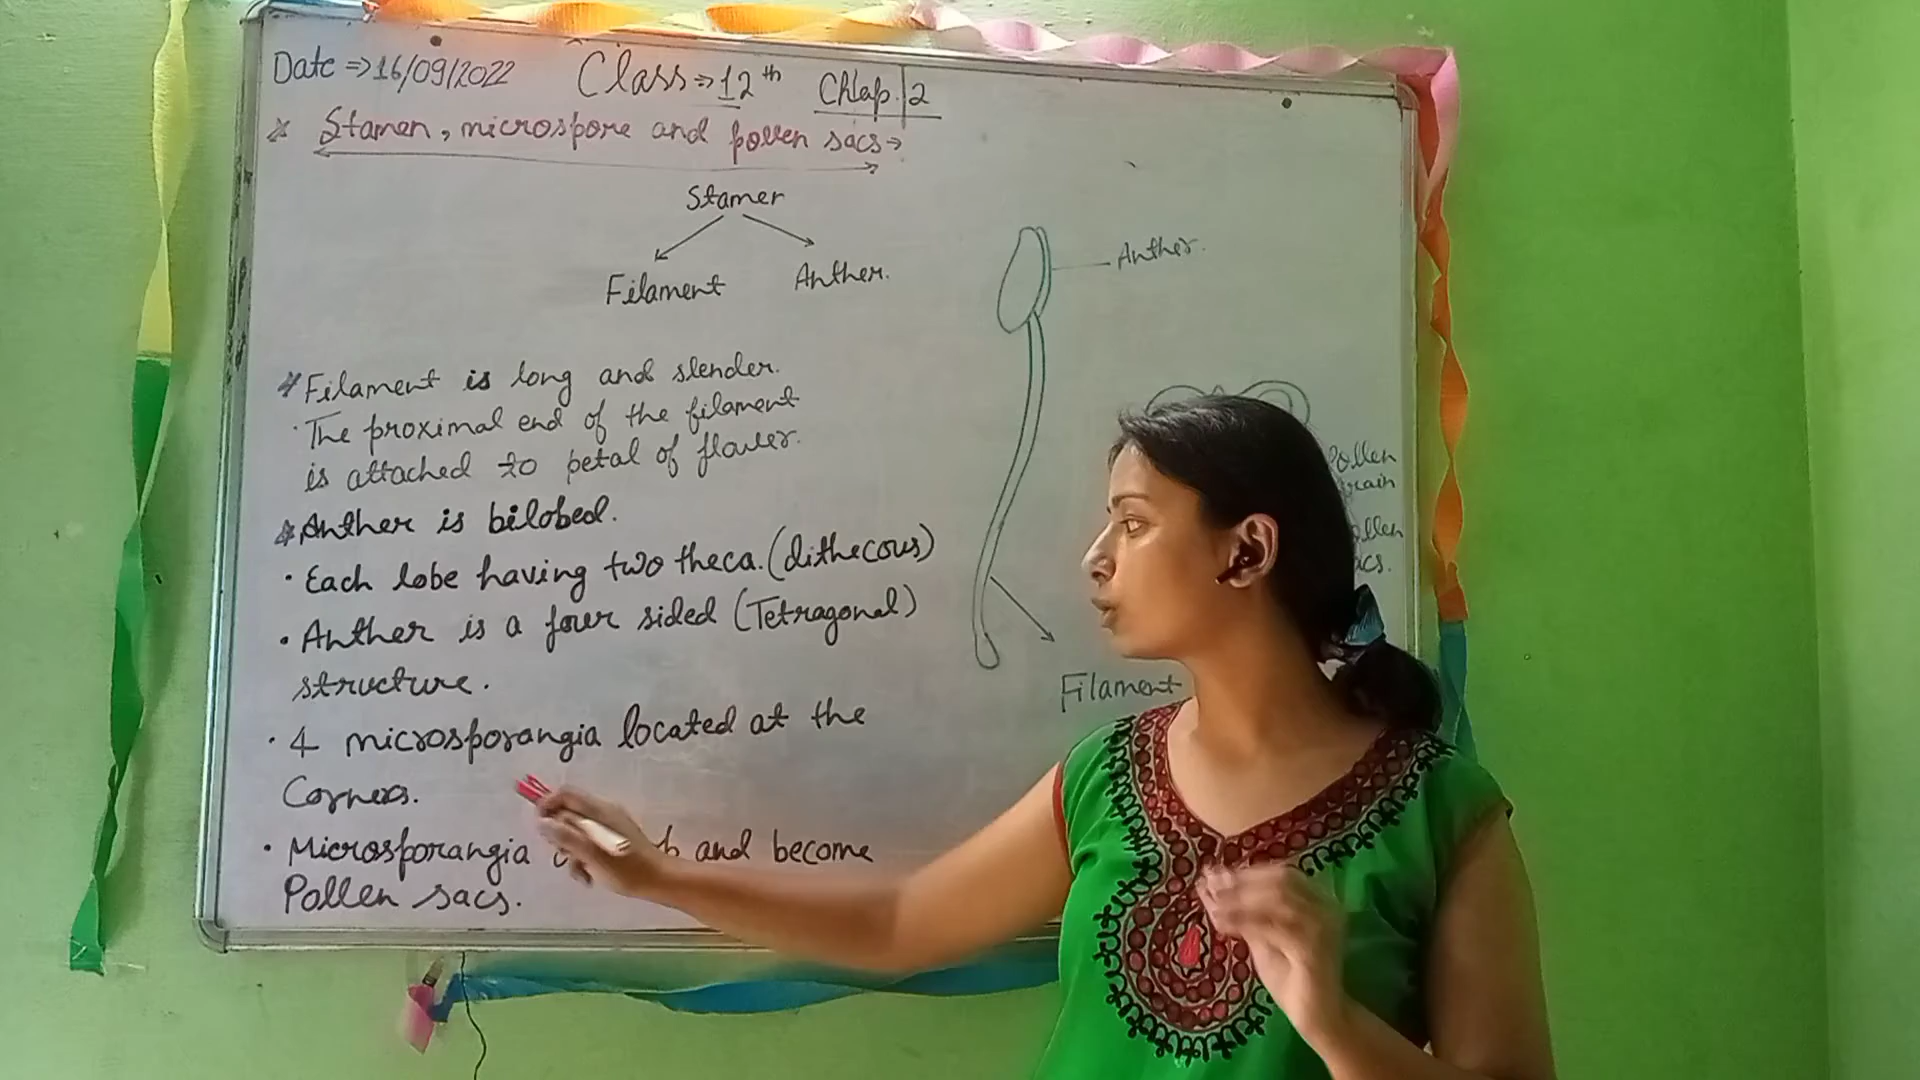 Date ⇒ 16/09/2022 Class ⇒ 12th Chap. 2
* Stamen, microspore and pollen sacs →
Stamer
Filament Anther.
* Filament is long and slender.
· The proximal end of the filament
is attached to petal of flower.
* Anther is bilobed.
· Each lobe having two theca. (dithecous)
· Anther is a four sided (Tetragonal)
structure.
· 4 microsporangia located at the
Corners.
· Microsporangia and become
Pollen sacs.
Anther.
Filament